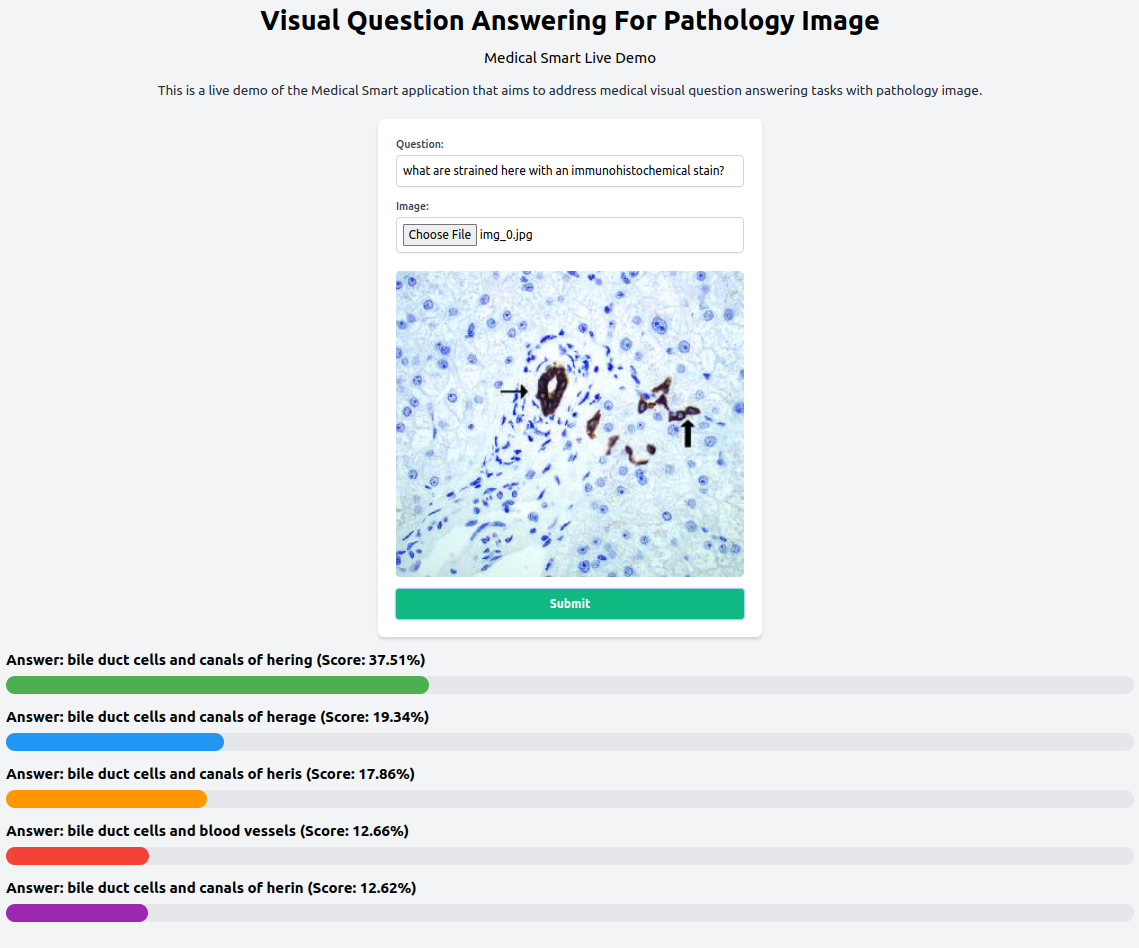 Visual Question Answering For Pathology Image
Medical Smart Live Demo
This is a live demo of the Medical Smart application that aims to address medical visual question answering tasks with pathology image.
Question:
what are strained here with an immunohistochemical stain?
Image:
Choose File img_0.jpg
Submit
Answer: bile duct cells and canals of hering (Score: 37.51%)
Answer: bile duct cells and canals of herage (Score: 19.34%)
Answer: bile duct cells and canals of heris (Score: 17.86%)
Answer: bile duct cells and blood vessels (Score: 12.66%)
Answer: bile duct cells and canals of herin (Score: 12.62%)